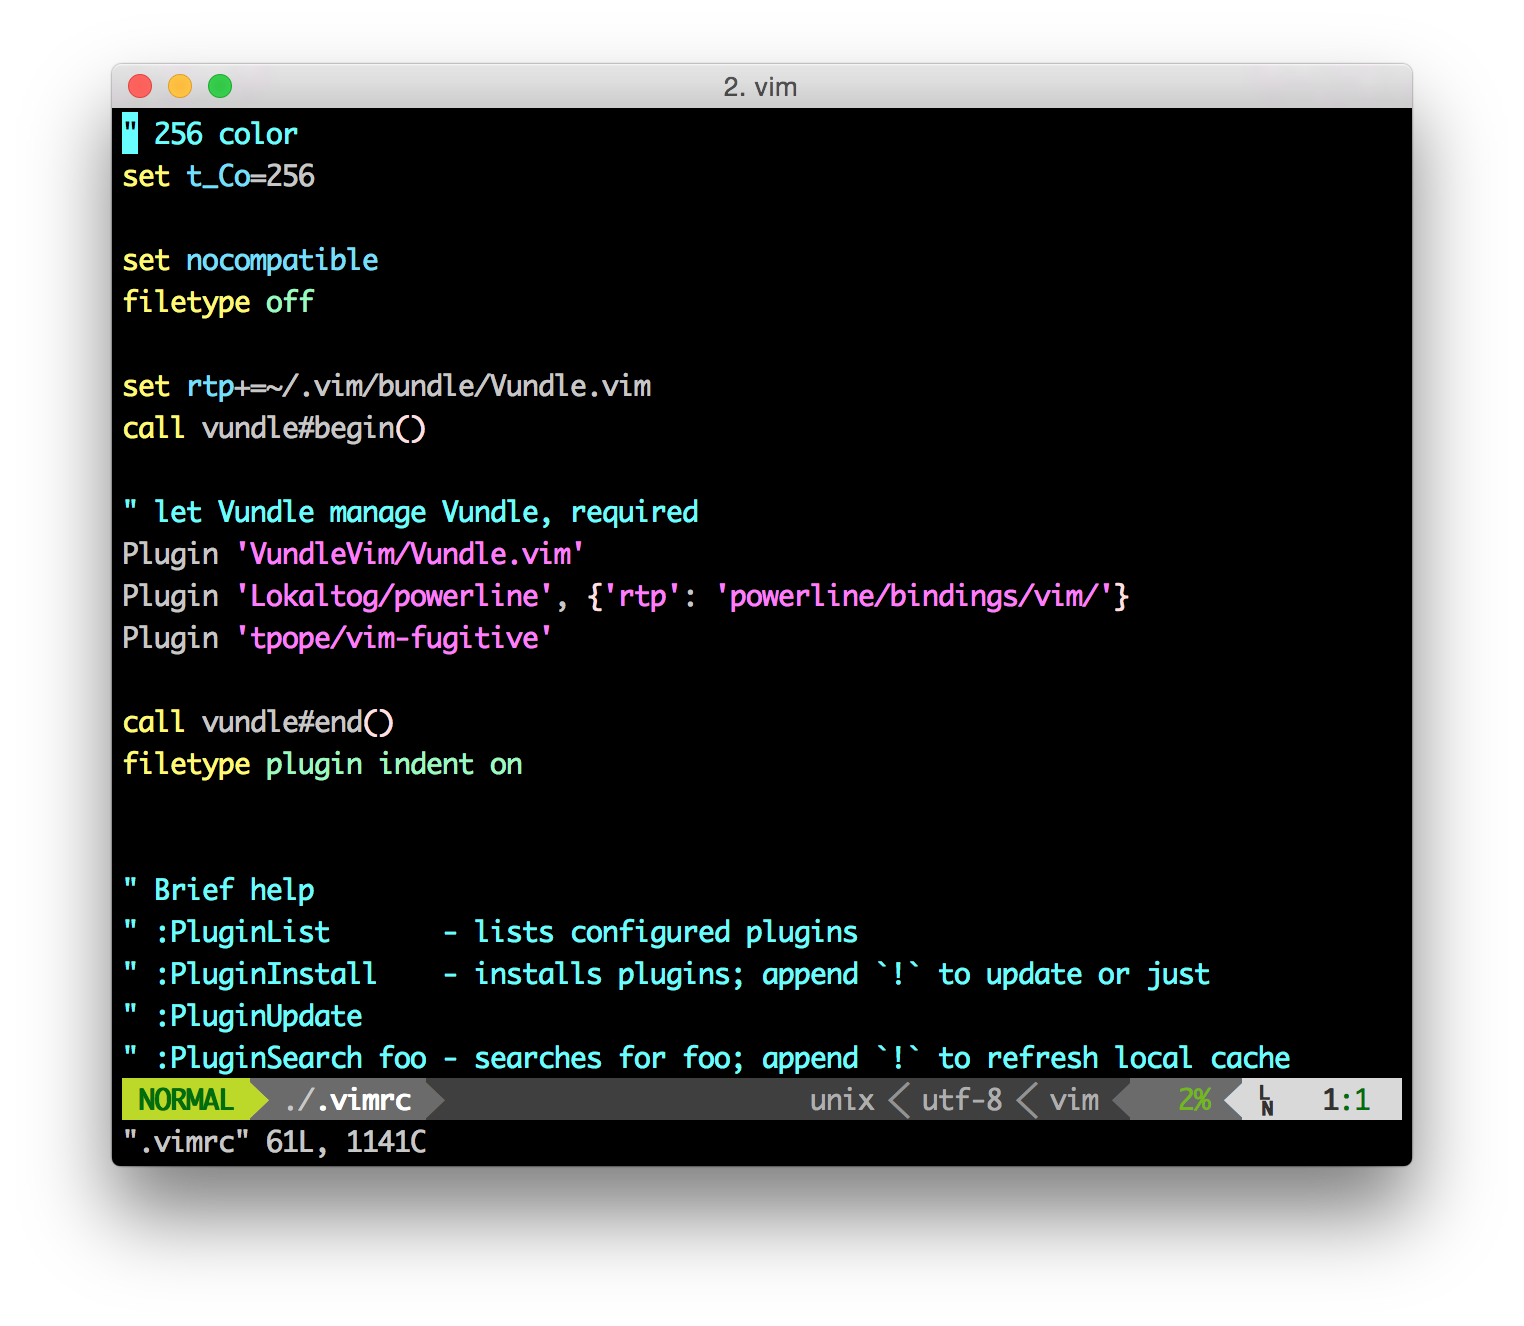 2. vim
" 256 color
set t_Co=256
set nocompatible
filetype off
set rtp+=~/.vim/bundle/Vundle.vim
call vundle#begin()
" let Vundle manage Vundle, required
Plugin 'VundleVim/Vundle.vim'
Plugin 'Lokaltog/powerline', {'rtp': 'powerline/bindings/vim/'}
Plugin 'tpope/vim-fugitive'
call vundle#end()
filetype plugin indent on
" Brief help
" :PluginList       - lists configured plugins
" :PluginInstall    - installs plugins; append `!` to update or just
" :PluginUpdate
" :PluginSearch foo - searches for foo; append `!` to refresh local cache
NORMAL ./.vimrc unix utf-8 vim 2% LN 1:1
".vimrc" 61L, 1141C